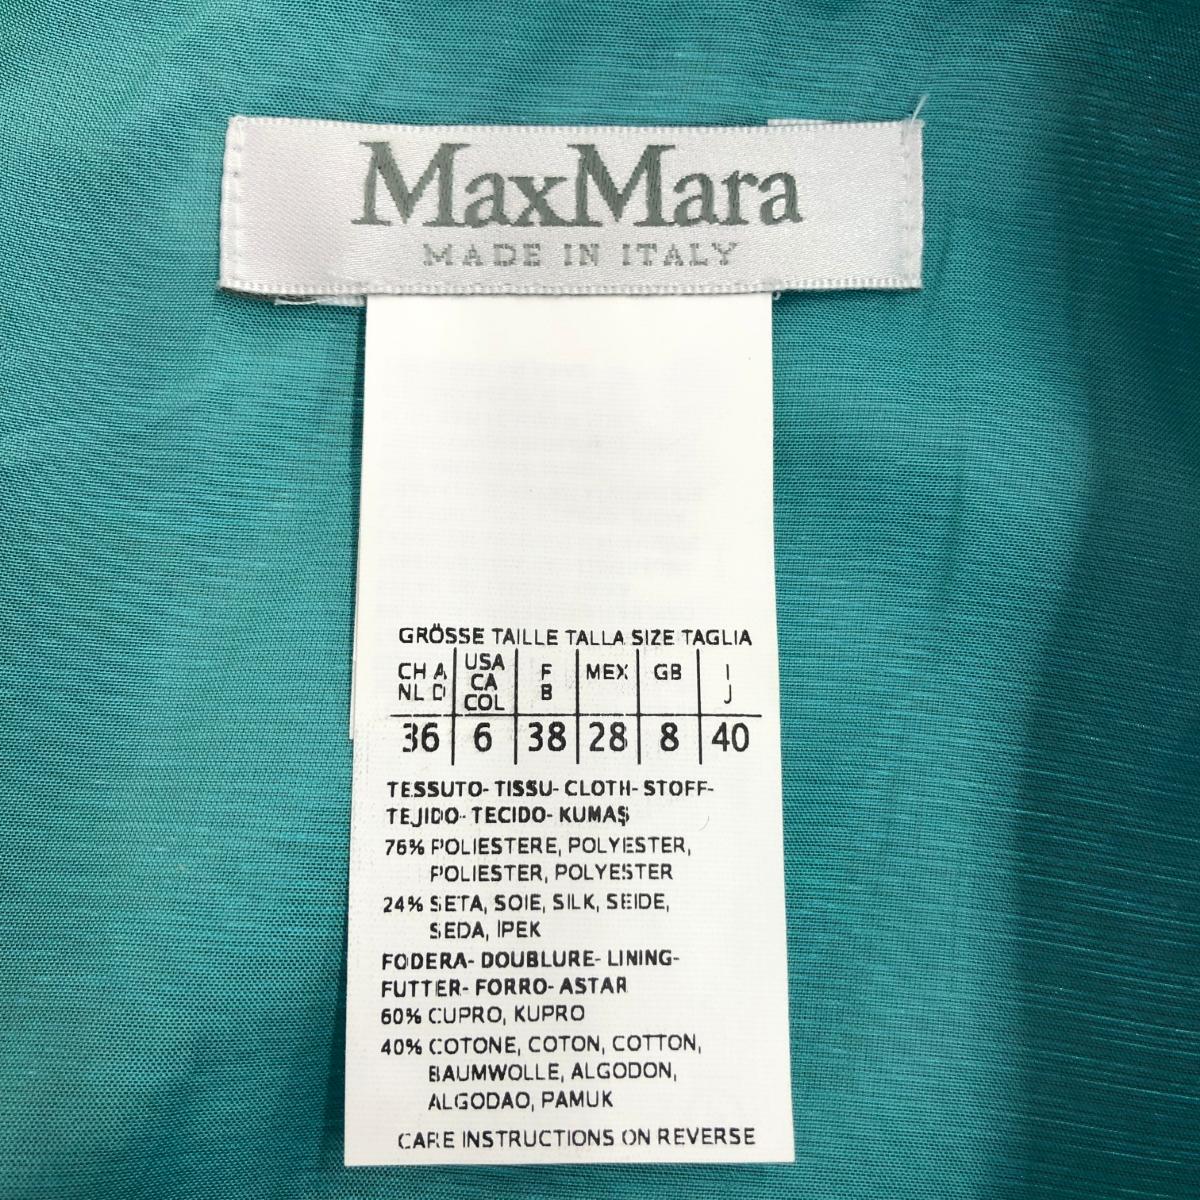 MaxMara
MADE IN ITALY
GRÖSSE TAILLE TALLA SIZE TAGLIA
CH A USA F MEX GB I
NL D CA B J
COL
36 6 38 28 8 40
TESSUTO- TISSU- CLOTH- STOFF-
TEJIDO- TECIDO- KUMAŞ
76% POLIESTERE, POLYESTER,
POLIESTER, POLYESTER
24% SETA, SOIE, SILK, SEIDE,
SEDA, İPEK
FODERA- DOUBLURE- LINING-
FUTTER- FORRO- ASTAR
60% CUPRO, KUPRO
40% COTONE, COTON, COTTON,
BAUMWOLLE, ALGODON,
ALGODAO, PAMUK
CARE INSTRUCTIONS ON REVERSE